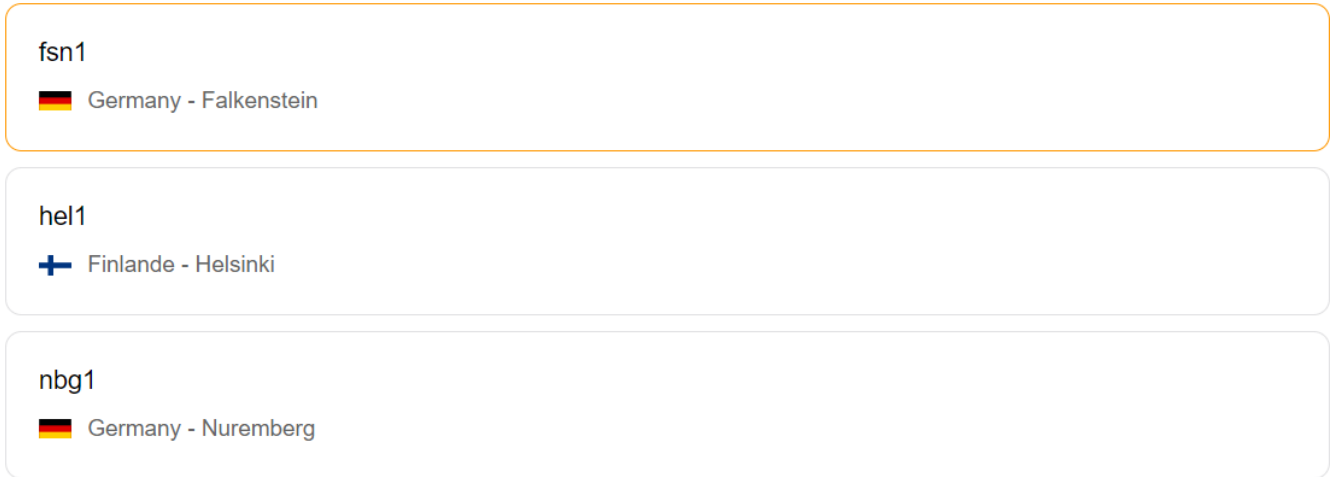 fsn1
Germany - Falkenstein
hel1
Finlande - Helsinki
nbg1
Germany - Nuremberg